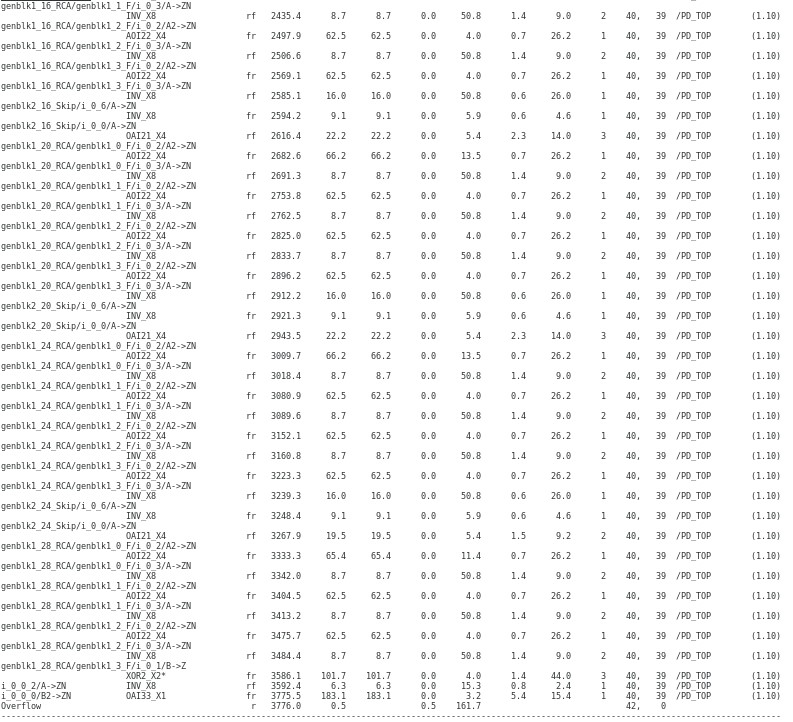 genblk1_16_RCA/genblk1_1_F/i_0_3/A->ZN
INV_X8 rf 2435.4 8.7 8.7 0.0 50.8 1.4 9.0 2 40, 39 /PD_TOP (1.10)
genblk1_16_RCA/genblk1_2_F/i_0_2/A2->ZN
AOI22_X4 fr 2497.9 62.5 62.5 0.0 4.0 0.7 26.2 1 40, 39 /PD_TOP (1.10)
genblk1_16_RCA/genblk1_2_F/i_0_3/A->ZN
INV_X8 rf 2506.6 8.7 8.7 0.0 50.8 1.4 9.0 2 40, 39 /PD_TOP (1.10)
genblk1_16_RCA/genblk1_3_F/i_0_2/A2->ZN
AOI22_X4 fr 2569.1 62.5 62.5 0.0 4.0 0.7 26.2 1 40, 39 /PD_TOP (1.10)
genblk1_16_RCA/genblk1_3_F/i_0_3/A->ZN
INV_X8 rf 2585.1 16.0 16.0 0.0 50.8 0.6 26.0 1 40, 39 /PD_TOP (1.10)
genblk2_16_Skip/i_0_6/A->ZN
INV_X8 fr 2594.2 9.1 9.1 0.0 5.9 0.6 4.6 1 40, 39 /PD_TOP (1.10)
genblk2_16_Skip/i_0_0/A->ZN
OAI21_X4 rf 2616.4 22.2 22.2 0.0 5.4 2.3 14.0 3 40, 39 /PD_TOP (1.10)
genblk1_20_RCA/genblk1_0_F/i_0_2/A2->ZN
AOI22_X4 fr 2682.6 66.2 66.2 0.0 13.5 0.7 26.2 1 40, 39 /PD_TOP (1.10)
genblk1_20_RCA/genblk1_0_F/i_0_3/A->ZN
INV_X8 rf 2691.3 8.7 8.7 0.0 50.8 1.4 9.0 2 40, 39 /PD_TOP (1.10)
genblk1_20_RCA/genblk1_1_F/i_0_2/A2->ZN
AOI22_X4 fr 2753.8 62.5 62.5 0.0 4.0 0.7 26.2 1 40, 39 /PD_TOP (1.10)
genblk1_20_RCA/genblk1_1_F/i_0_3/A->ZN
INV_X8 rf 2762.5 8.7 8.7 0.0 50.8 1.4 9.0 2 40, 39 /PD_TOP (1.10)
genblk1_20_RCA/genblk1_2_F/i_0_2/A2->ZN
AOI22_X4 fr 2825.0 62.5 62.5 0.0 4.0 0.7 26.2 1 40, 39 /PD_TOP (1.10)
genblk1_20_RCA/genblk1_2_F/i_0_3/A->ZN
INV_X8 rf 2833.7 8.7 8.7 0.0 50.8 1.4 9.0 2 40, 39 /PD_TOP (1.10)
genblk1_20_RCA/genblk1_3_F/i_0_2/A2->ZN
AOI22_X4 fr 2896.2 62.5 62.5 0.0 4.0 0.7 26.2 1 40, 39 /PD_TOP (1.10)
genblk1_20_RCA/genblk1_3_F/i_0_3/A->ZN
INV_X8 rf 2912.2 16.0 16.0 0.0 50.8 0.6 26.0 1 40, 39 /PD_TOP (1.10)
genblk2_20_Skip/i_0_6/A->ZN
INV_X8 fr 2921.3 9.1 9.1 0.0 5.9 0.6 4.6 1 40, 39 /PD_TOP (1.10)
genblk2_20_Skip/i_0_0/A->ZN
OAI21_X4 rf 2943.5 22.2 22.2 0.0 5.4 2.3 14.0 3 40, 39 /PD_TOP (1.10)
genblk1_24_RCA/genblk1_0_F/i_0_2/A2->ZN
AOI22_X4 fr 3009.7 66.2 66.2 0.0 13.5 0.7 26.2 1 40, 39 /PD_TOP (1.10)
genblk1_24_RCA/genblk1_0_F/i_0_3/A->ZN
INV_X8 rf 3018.4 8.7 8.7 0.0 50.8 1.4 9.0 2 40, 39 /PD_TOP (1.10)
genblk1_24_RCA/genblk1_1_F/i_0_2/A2->ZN
AOI22_X4 fr 3080.9 62.5 62.5 0.0 4.0 0.7 26.2 1 40, 39 /PD_TOP (1.10)
genblk1_24_RCA/genblk1_1_F/i_0_3/A->ZN
INV_X8 rf 3089.6 8.7 8.7 0.0 50.8 1.4 9.0 2 40, 39 /PD_TOP (1.10)
genblk1_24_RCA/genblk1_2_F/i_0_2/A2->ZN
AOI22_X4 fr 3152.1 62.5 62.5 0.0 4.0 0.7 26.2 1 40, 39 /PD_TOP (1.10)
genblk1_24_RCA/genblk1_2_F/i_0_3/A->ZN
INV_X8 rf 3160.8 8.7 8.7 0.0 50.8 1.4 9.0 2 40, 39 /PD_TOP (1.10)
genblk1_24_RCA/genblk1_3_F/i_0_2/A2->ZN
AOI22_X4 fr 3223.3 62.5 62.5 0.0 4.0 0.7 26.2 1 40, 39 /PD_TOP (1.10)
genblk1_24_RCA/genblk1_3_F/i_0_3/A->ZN
INV_X8 rf 3239.3 16.0 16.0 0.0 50.8 0.6 26.0 1 40, 39 /PD_TOP (1.10)
genblk2_24_Skip/i_0_6/A->ZN
INV_X8 fr 3248.4 9.1 9.1 0.0 5.9 0.6 4.6 1 40, 39 /PD_TOP (1.10)
genblk2_24_Skip/i_0_0/A->ZN
OAI21_X4 rf 3267.9 19.5 19.5 0.0 5.4 1.5 9.2 2 40, 39 /PD_TOP (1.10)
genblk1_28_RCA/genblk1_0_F/i_0_2/A2->ZN
AOI22_X4 fr 3333.3 65.4 65.4 0.0 11.4 0.7 26.2 1 40, 39 /PD_TOP (1.10)
genblk1_28_RCA/genblk1_0_F/i_0_3/A->ZN
INV_X8 rf 3342.0 8.7 8.7 0.0 50.8 1.4 9.0 2 40, 39 /PD_TOP (1.10)
genblk1_28_RCA/genblk1_1_F/i_0_2/A2->ZN
AOI22_X4 fr 3404.5 62.5 62.5 0.0 4.0 0.7 26.2 1 40, 39 /PD_TOP (1.10)
genblk1_28_RCA/genblk1_1_F/i_0_3/A->ZN
INV_X8 rf 3413.2 8.7 8.7 0.0 50.8 1.4 9.0 2 40, 39 /PD_TOP (1.10)
genblk1_28_RCA/genblk1_2_F/i_0_2/A2->ZN
AOI22_X4 fr 3475.7 62.5 62.5 0.0 4.0 0.7 26.2 1 40, 39 /PD_TOP (1.10)
genblk1_28_RCA/genblk1_2_F/i_0_3/A->ZN
INV_X8 rf 3484.4 8.7 8.7 0.0 50.8 1.4 9.0 2 40, 39 /PD_TOP (1.10)
genblk1_28_RCA/genblk1_3_F/i_0_1/B->Z
XOR2_X2* fr 3586.1 101.7 101.7 0.0 4.0 1.4 44.0 3 40, 39 /PD_TOP (1.10)
i_0_0_2/A->ZN INV_X8 rf 3592.4 6.3 6.3 0.0 15.3 0.8 2.4 1 40, 39 /PD_TOP (1.10)
i_0_0_0/B2->ZN OAI33_X1 fr 3775.5 183.1 183.1 0.0 3.2 5.4 15.4 1 40, 39 /PD_TOP (1.10)
Overflow r 3776.0 0.5 0.5 161.7 42, 0